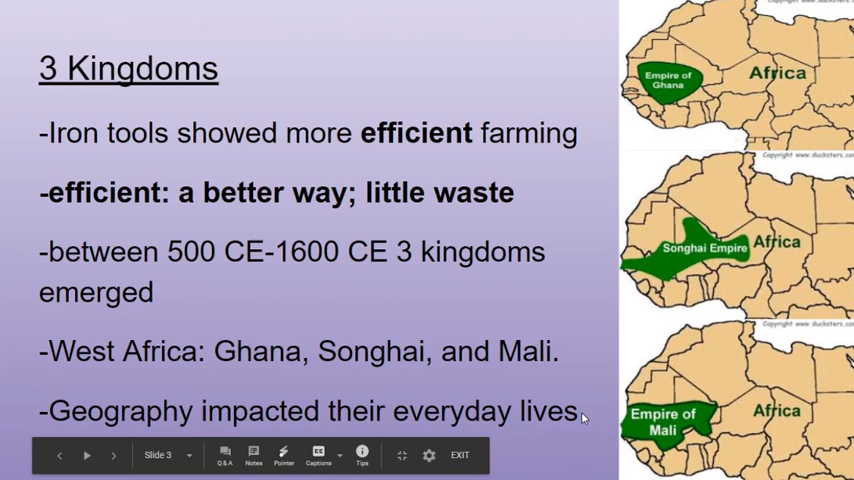 3 Kingdoms
-Iron tools showed more efficient farming
-efficient: a better way; little waste
-between 500 CE-1600 CE 3 kingdoms
emerged
-West Africa: Ghana, Songhai, and Mali.
-Geography impacted their everyday lives.
Slide 3
Q & A
Notes
Pointer
CC
Captions
Tips
EXIT
Empire of
Ghana
Africa
Copyright www.ducksters.com
Songhai Empire
Africa
Copyright www.ducksters.com
Empire of
Mali
Africa